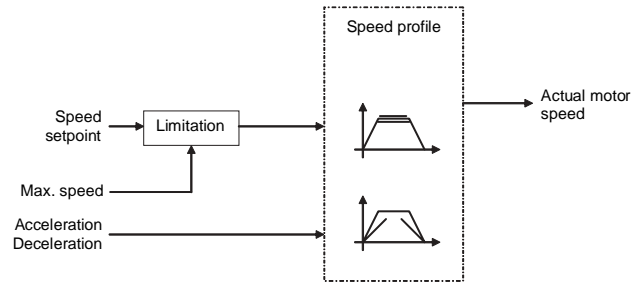 Speed profile
Actual motor
speed
Speed
setpoint
Limitation
Max. speed
Acceleration
Deceleration